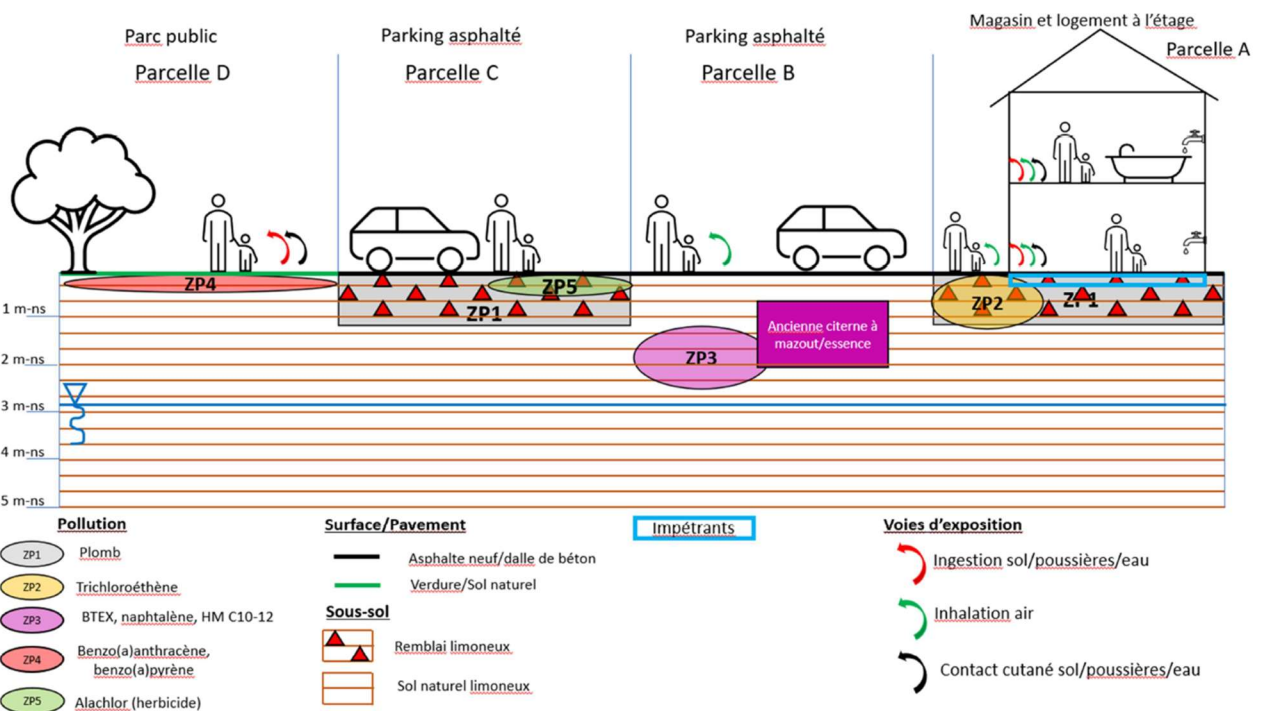 Parc public
Parking asphalté
Parking asphalté
Magasin et logement à l'étage
Parcelle D
Parcelle C
Parcelle B
Parcelle A
ZP4
ZP5
ZP1
ZP2
ZP1
1 m-ns
Ancienne citerne à
mazout/essence
ZP3
2 m-ns
3 m-ns
4 m-ns
5 m-ns
Pollution
ZP1 Plomb
ZP2 Trichloroéthène
ZP3 BTEX, naphtalène, HM C10-12
ZP4 Benzo(a)anthracène,
benzo(a)pyrène
ZP5 Alachlor (herbicide)
Surface/Pavement
Asphalte neuf/dalle de béton
Verdure/Sol naturel
Sous-sol
Remblai limoneux
Sol naturel limoneux
Impétrants
Voies d'exposition
Ingestion sol/poussières/eau
Inhalation air
Contact cutané sol/poussières/eau